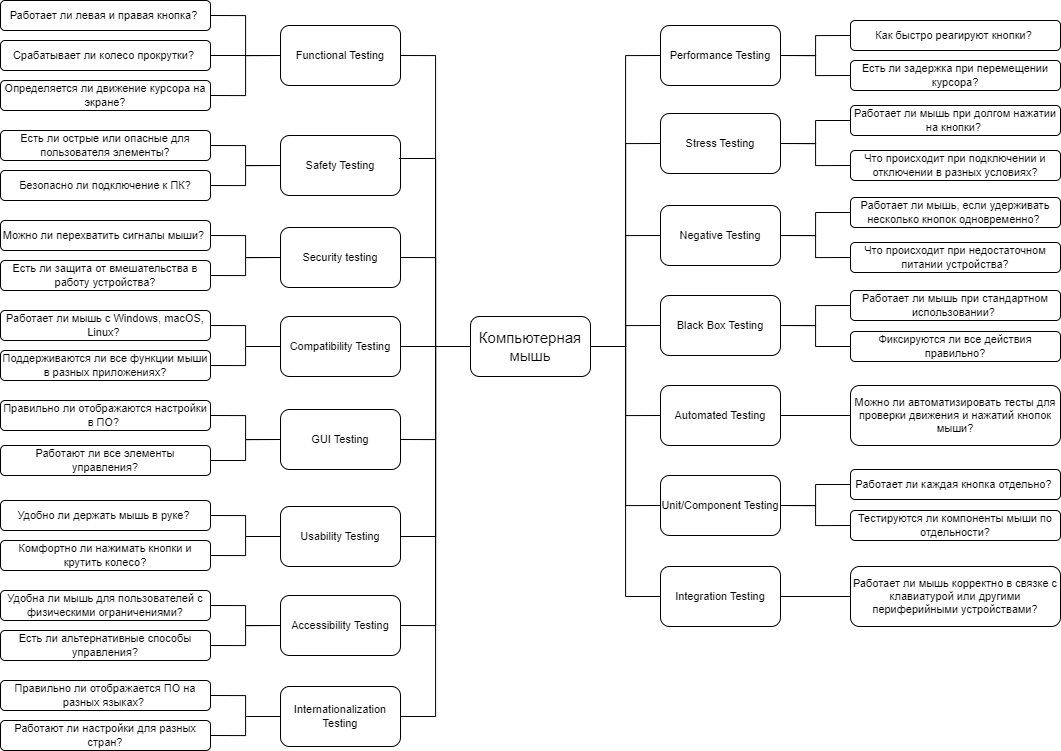 Компьютерная
мышь
Functional Testing
Работает ли левая и правая кнопка?
Срабатывает ли колесо прокрутки?
Определяется ли движение курсора на
экране?
Safety Testing
Есть ли острые или опасные для
пользователя элементы?
Безопасно ли подключение к ПК?
Security testing
Можно ли перехватить сигналы мыши?
Есть ли защита от вмешательства в
работу устройства?
Compatibility Testing
Работает ли мышь с Windows, macOS,
Linux?
Поддерживаются ли все функции мыши
в разных приложениях?
GUI Testing
Правильно ли отображаются настройки
в ПО?
Работают ли все элементы
управления?
Usability Testing
Удобно ли держать мышь в руке?
Комфортно ли нажимать кнопки и
крутить колесо?
Accessibility Testing
Удобна ли мышь для пользователей с
физическими ограничениями?
Есть ли альтернативные способы
управления?
Internationalization
Testing
Правильно ли отображается ПО на
разных языках?
Работают ли настройки для разных
стран?
Performance Testing
Как быстро реагируют кнопки?
Есть ли задержка при перемещении
курсора?
Stress Testing
Работает ли мышь при долгом нажатии
на кнопки?
Что происходит при подключении и
отключении в разных условиях?
Negative Testing
Работает ли мышь, если удерживать
несколько кнопок одновременно?
Что происходит при недостаточном
питании устройства?
Black Box Testing
Работает ли мышь при стандартном
использовании?
Фиксируются ли все действия
правильно?
Automated Testing
Можно ли автоматизировать тесты для
проверки движения и нажатий кнопок
мыши?
Unit/Component Testing
Работает ли каждая кнопка отдельно?
Тестируются ли компоненты мыши по
отдельности?
Integration Testing
Работает ли мышь корректно в связке с
клавиатурой или другими
периферийными устройствами?